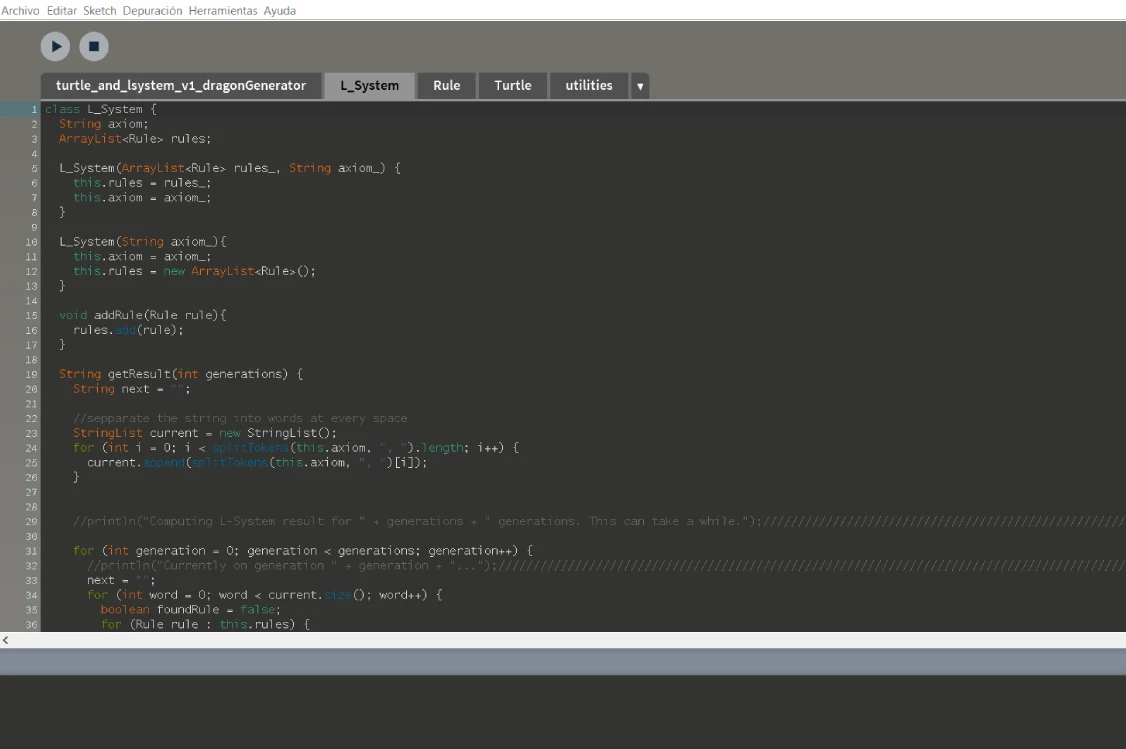 Archivo Editar Sketch Depuración Herramientas Ayuda
turtle_and_lsystem_v1_dragonGenerator L_System Rule Turtle utilities ▼
1 class L_System {
2 String axiom;
3 ArrayList<Rule> rules;
4
5 L_System(ArrayList<Rule> rules_, String axiom_) {
6 this.rules = rules_;
7 this.axiom = axiom_;
8 }
9
10 L_System(String axiom_){
11 this.axiom = axiom_;
12 this.rules = new ArrayList<Rule>();
13 }
14
15 void addRule(Rule rule){
16 rules.add(rule);
17 }
18
19 String getResult(int generations) {
20 String next = "";
21
22 //sepparate the string into words at every space
23 StringList current = new StringList();
24 for (int i = 0; i < splitTokens(this.axiom, ", ").length; i++) {
25 current.append(splitTokens(this.axiom, ", ")[i]);
26 }
27
28
29 //println("Computing L-System result for " + generations + " generations. This can take a while.");////////////////////////////////////////////////////
30
31 for (int generation = 0; generation < generations; generation++) {
32 //println("Currently on generation " + generation + "...");//////////////////////////////////////////////////////////////////////////////////////////
33 next = "";
34 for (int word = 0; word < current.size(); word++) {
35 boolean foundRule = false;
36 for (Rule rule : this.rules) {